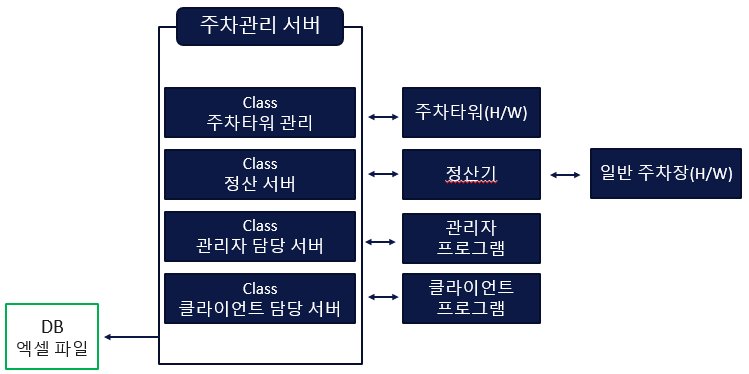 주차관리 서버
Class
주차타워 관리
주차타워(H/W)
Class
정산 서버
정산기
일반 주차장(H/W)
Class
관리자 담당 서버
관리자
프로그램
Class
클라이언트 담당 서버
클라이언트
프로그램
DB
엑셀 파일